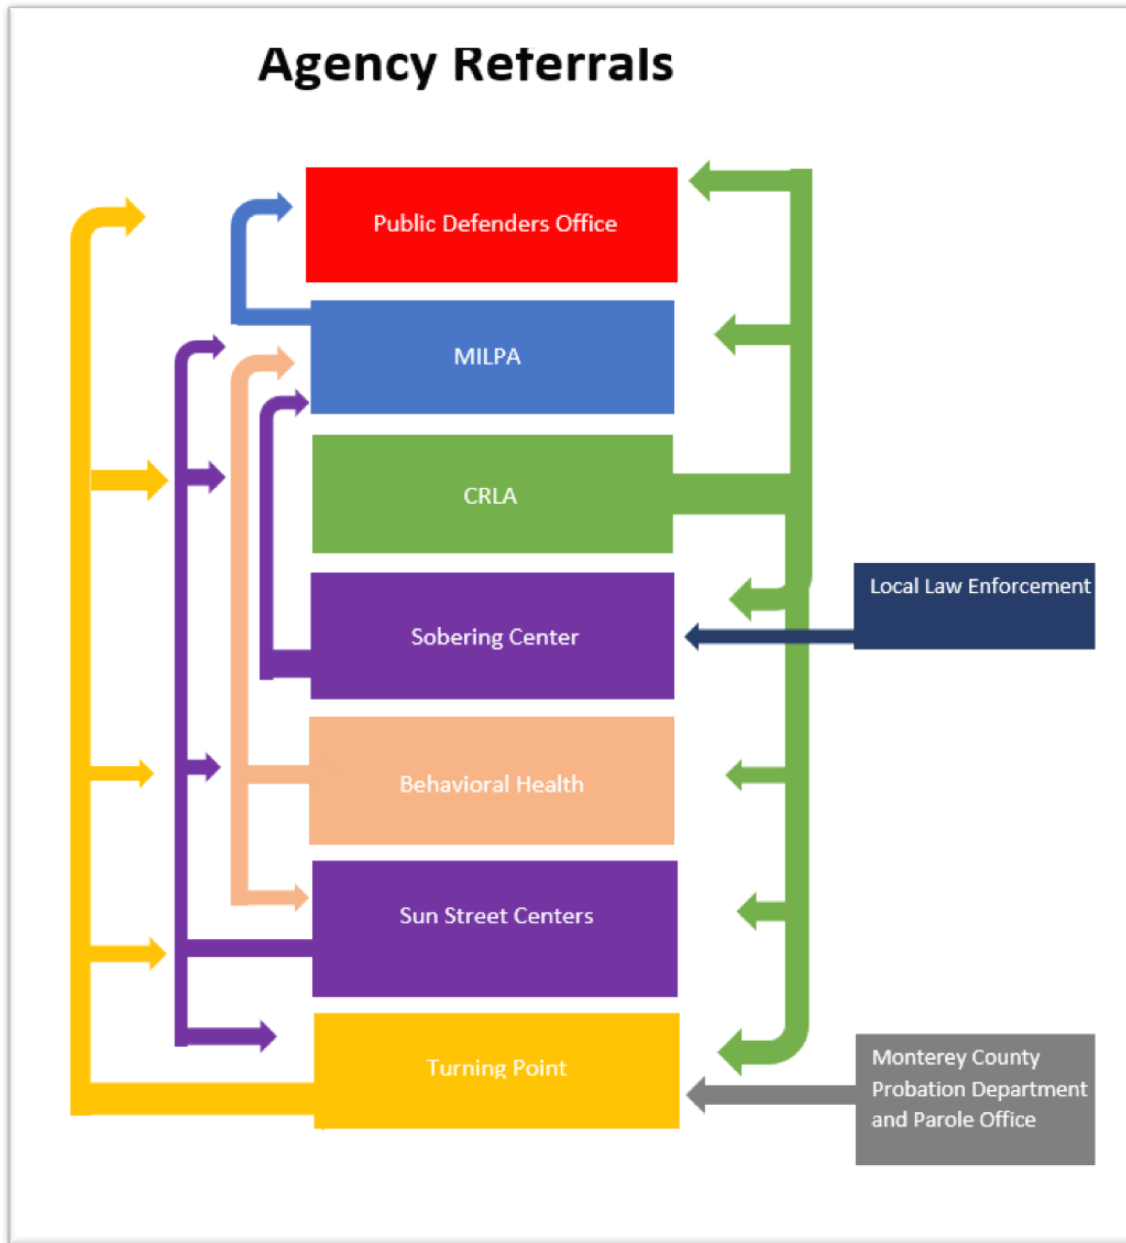 Agency Referrals
Public Defenders Office
MILPA
CRLA
Local Law Enforcement
Sobering Center
Behavioral Health
Sun Street Centers
Turning Point
Monterey County
Probation Department
and Parole Office